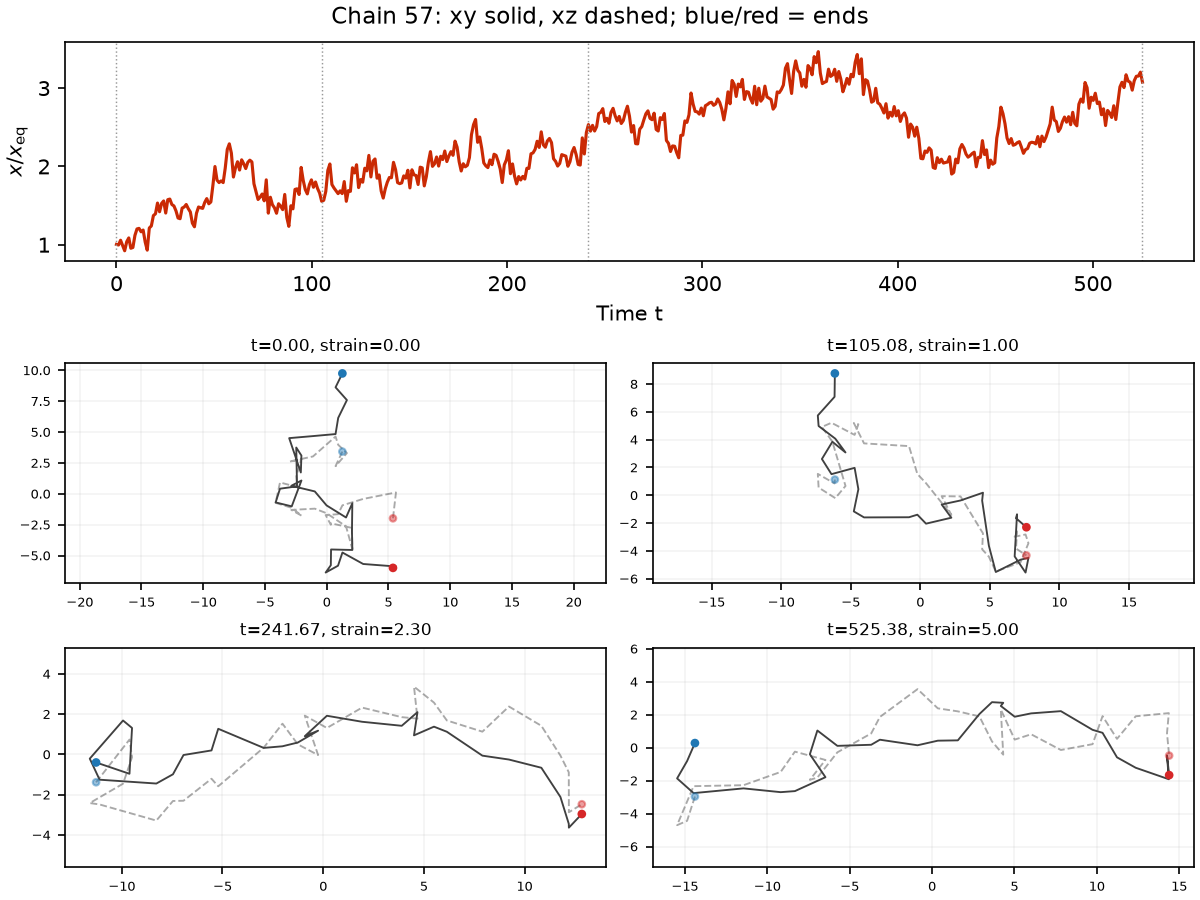 Chain 57: xy solid, xz dashed; blue/red = ends
3
2
1
x/x_eq
0 100 200 300 400 500
Time t
t=0.00, strain=0.00
10.0
7.5
5.0
2.5
0.0
−2.5
−5.0
−20 −15 −10 −5 0 5 10 15 20
t=105.08, strain=1.00
8
6
4
2
0
−2
−4
−6
−15 −10 −5 0 5 10 15
t=241.67, strain=2.30
4
2
0
−2
−4
−10 −5 0 5 10
t=525.38, strain=5.00
6
4
2
0
−2
−4
−6
−15 −10 −5 0 5 10 15